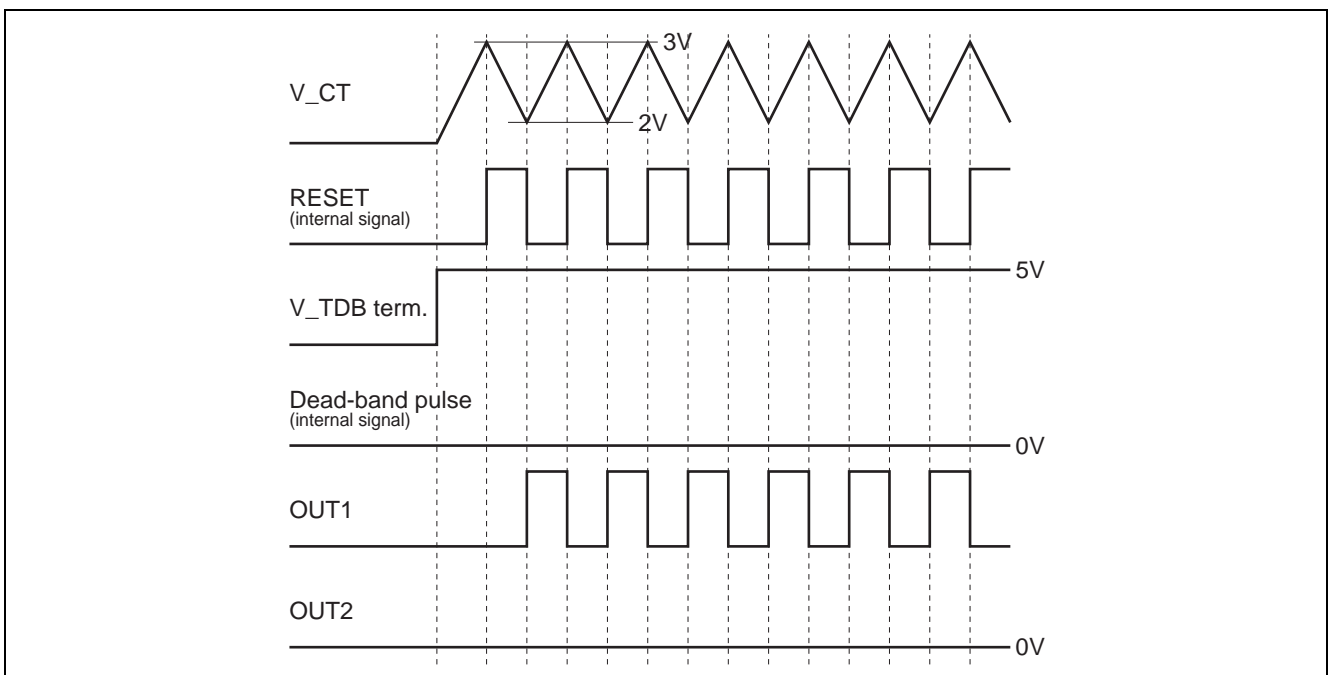 3V
V_CT
2V
RESET
(internal signal)
5V
V_TDB term.
Dead-band pulse
(internal signal)
0V
OUT1
OUT2
0V